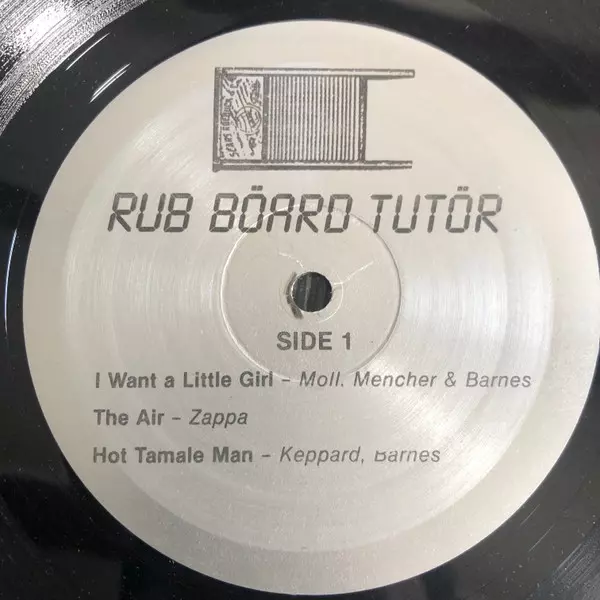 RUB BÖARD TUTÖR
SIDE 1
I Want a Little Girl – Moll, Mencher & Barnes
The Air – Zappa
Hot Tamale Man – Keppard, Barnes